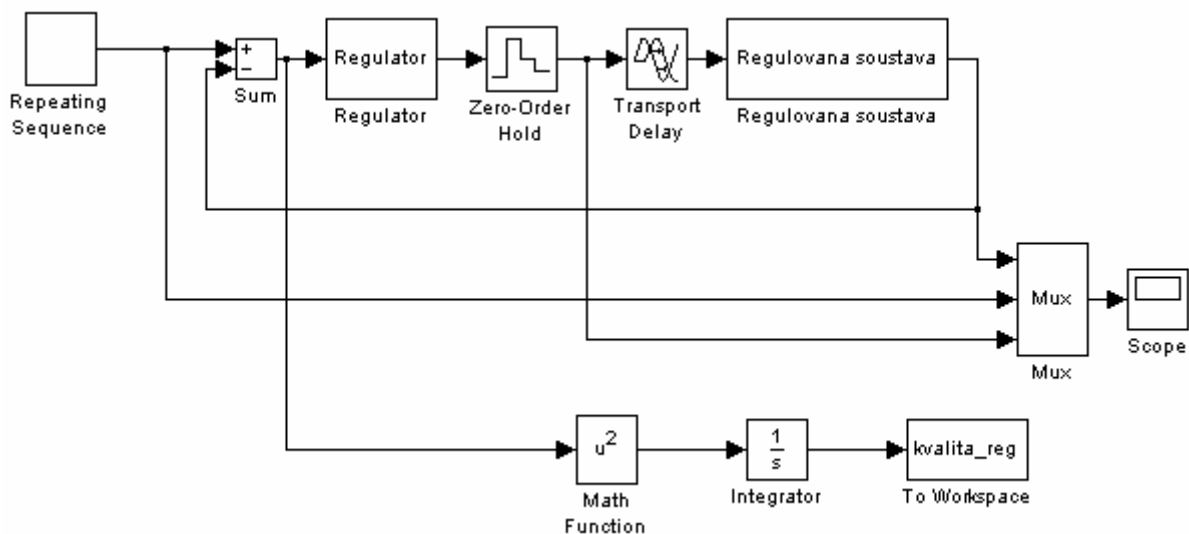 +
−
Regulator
Regulovana soustava
Repeating
Sequence
Sum
Regulator
Zero-Order
Hold
Transport
Delay
Regulovana soustava
Mux
Mux
Scope
u2
1
s
kvalita_reg
Math
Function
Integrator
To Workspace